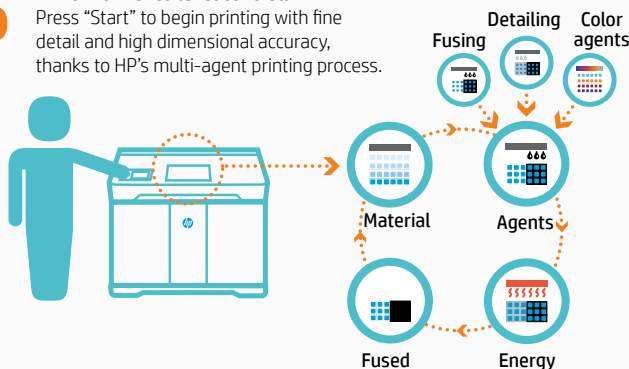 Press “Start” to begin printing with fine
detail and high dimensional accuracy,
thanks to HP’s multi-agent printing process.
Fusing
Detailing
Color
agents
Material
Agents
hp
Fused
Energy